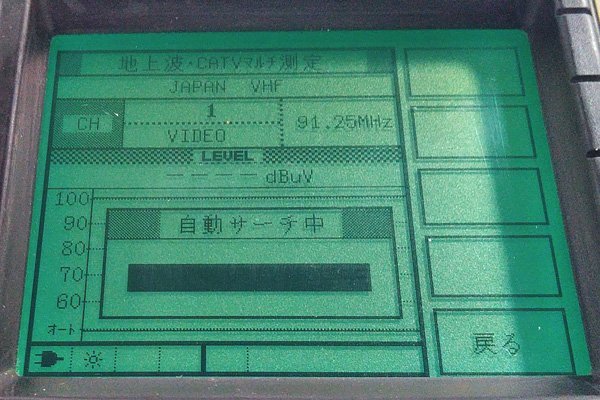 地上波・CATVマルチ測定
JAPAN VHF
CH
1
VIDEO
91.25MHz
LEVEL
---- dBuV
100
90
80
70
60
オート
自動サーチ中
戻る